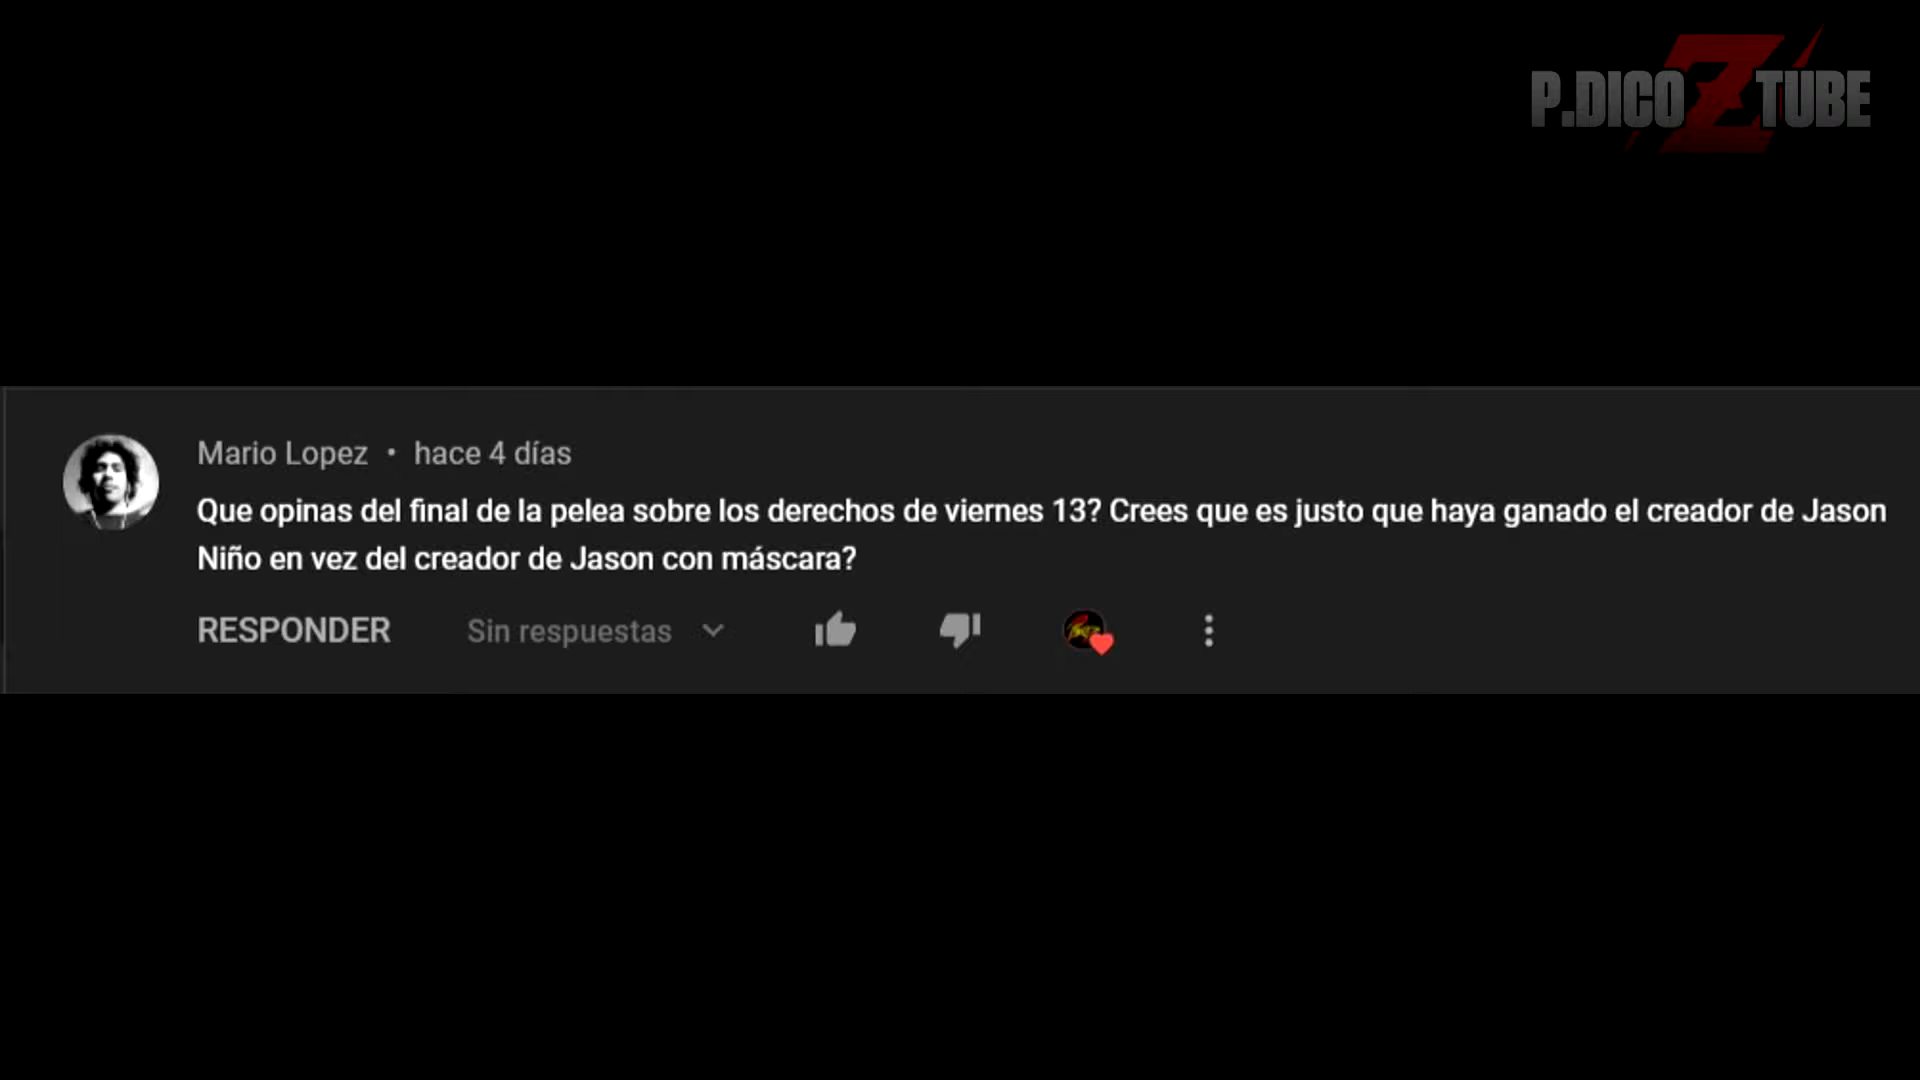 P.DICO Z TUBE
Mario Lopez • hace 4 días
Que opinas del final de la pelea sobre los derechos de viernes 13? Crees que es justo que haya ganado el creador de Jason
Niño en vez del creador de Jason con máscara?
RESPONDER Sin respuestas